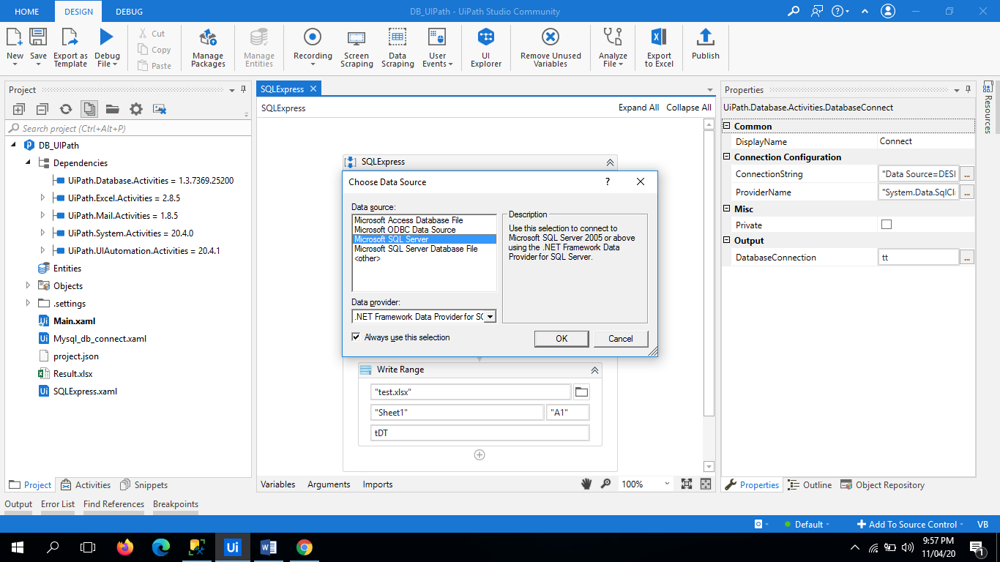 HOME DESIGN DEBUG DB_UIPath - UiPath Studio Community
New Save Export as Template Debug File Cut Copy Paste Manage Packages Manage Entities Recording Screen Scraping Data Scraping User Events UI Explorer Remove Unused Variables Analyze File Export to Excel Publish
Project
Search project (Ctrl+Alt+P)
DB_UIPath
Dependencies
UiPath.Database.Activities = 1.3.7369.25200
UiPath.Excel.Activities = 2.8.5
UiPath.Mail.Activities = 1.8.5
UiPath.System.Activities = 20.4.0
UiPath.UIAutomation.Activities = 20.4.1
Entities
Objects
.settings
Main.xaml
Mysql_db_connect.xaml
project.json
Result.xlsx
SQLExpress.xaml
Project Activities Snippets
SQLExpress
SQLExpress Expand All Collapse All
SQLExpress
Choose Data Source ?
Data source:
Microsoft Access Database File
Microsoft ODBC Data Source
Microsoft SQL Server
Microsoft SQL Server Database File
<other>
Description
Use this selection to connect to
Microsoft SQL Server 2005 or above
using the .NET Framework Data
Provider for SQL Server.
Data provider:
.NET Framework Data Provider for SQ
Always use this selection
OK Cancel
Write Range
"test.xlsx"
"Sheet1" "A1"
tDT
Variables Arguments Imports 100%
Properties
UiPath.Database.Activities.DatabaseConnect
Common
DisplayName Connect
Connection Configuration
ConnectionString "Data Source=DESI ...
ProviderName "System.Data.SqlCli ...
Misc
Private
Output
DatabaseConnection tt ...
Properties Outline Object Repository
Resources
Output Error List Find References Breakpoints
Default Add To Source Control VB
Ui 9:57 PM
11/04/20
1